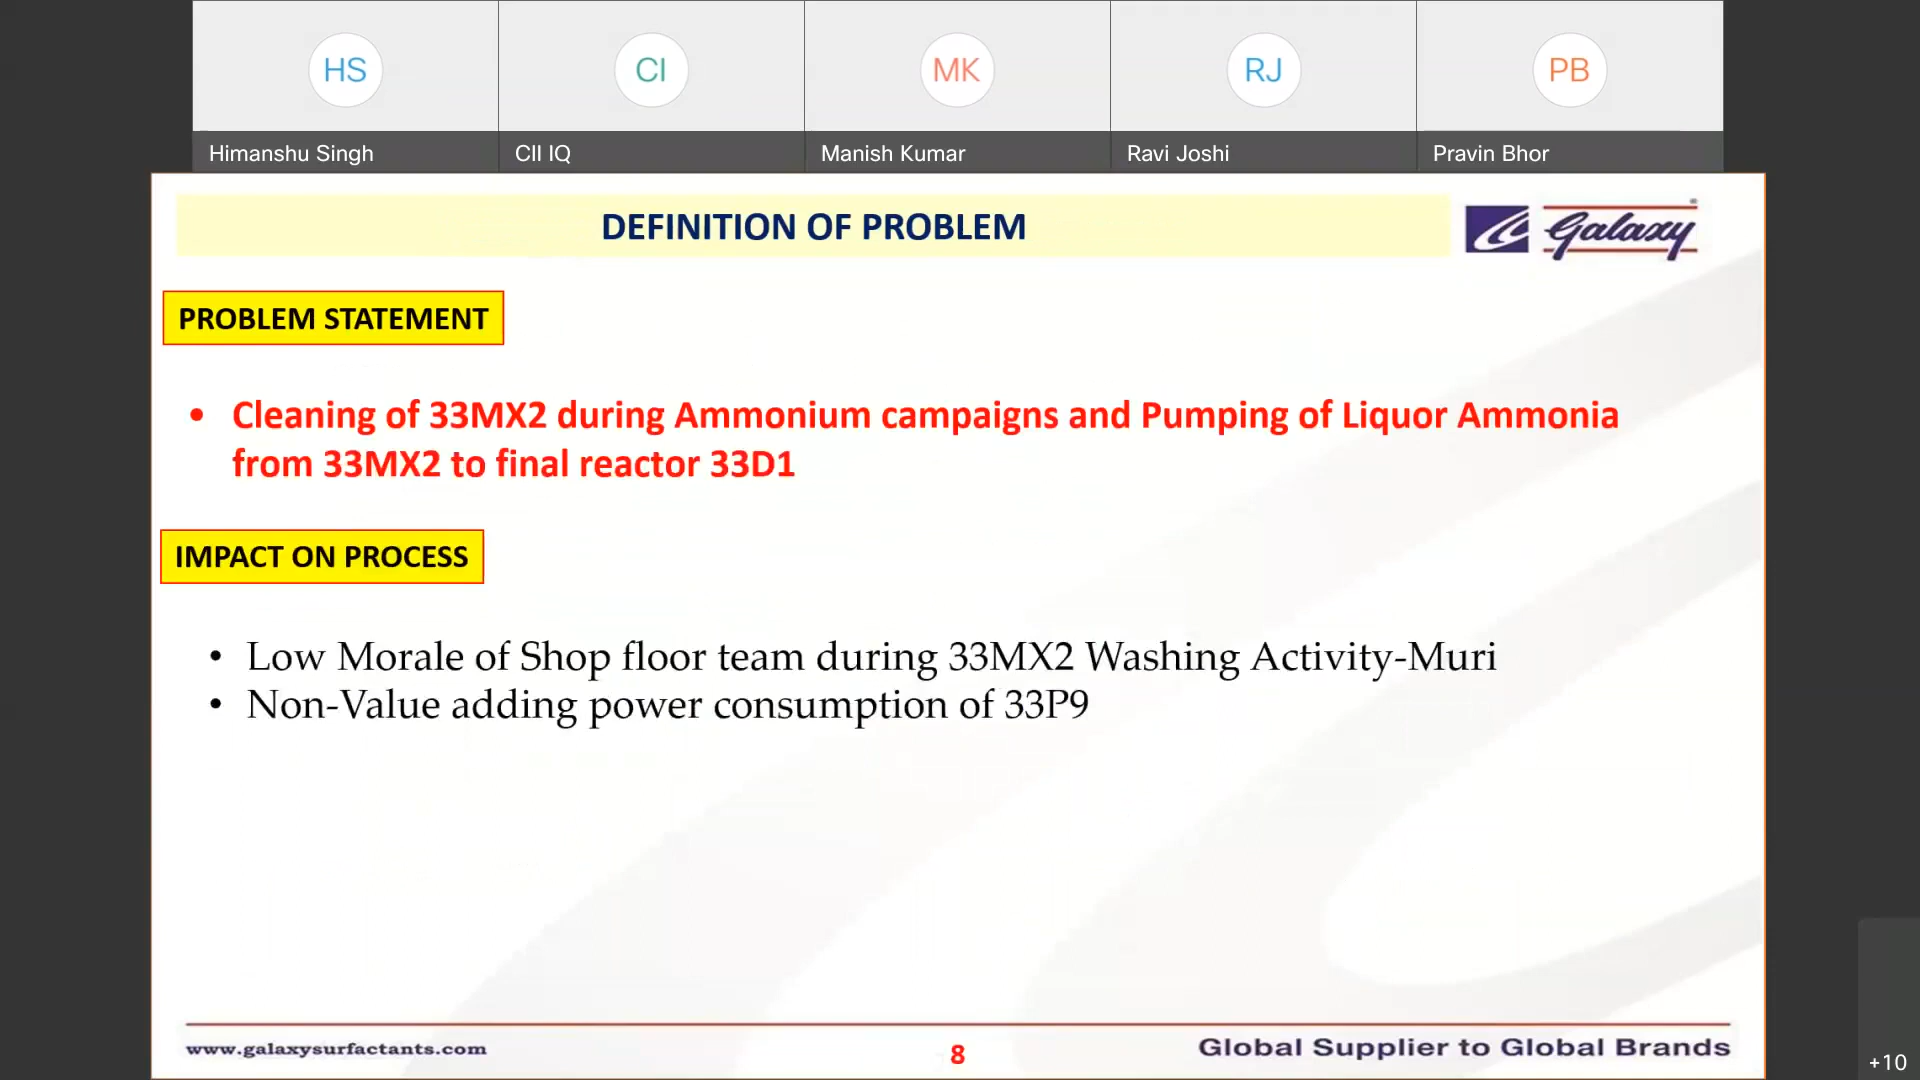 HS
CI
MK
RJ
PB
Himanshu Singh
CII IQ
Manish Kumar
Ravi Joshi
Pravin Bhor
DEFINITION OF PROBLEM
Galaxy
PROBLEM STATEMENT
• Cleaning of 33MX2 during Ammonium campaigns and Pumping of Liquor Ammonia
from 33MX2 to final reactor 33D1
IMPACT ON PROCESS
• Low Morale of Shop floor team during 33MX2 Washing Activity-Muri
• Non-Value adding power consumption of 33P9
www.galaxysurfactants.com
8
Global Supplier to Global Brands
+10